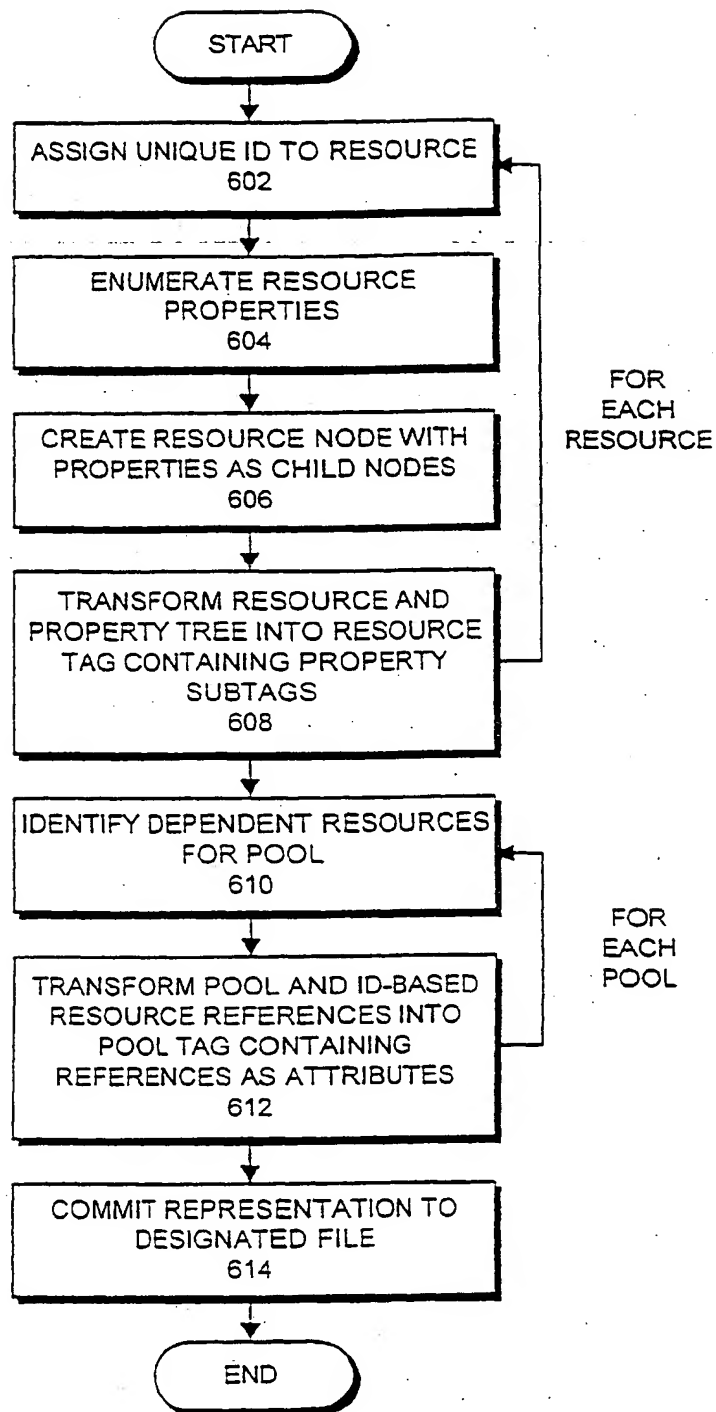 START
ASSIGN UNIQUE ID TO RESOURCE
602
ENUMERATE RESOURCE
PROPERTIES
604
CREATE RESOURCE NODE WITH
PROPERTIES AS CHILD NODES
606
TRANSFORM RESOURCE AND
PROPERTY TREE INTO RESOURCE
TAG CONTAINING PROPERTY
SUBTAGS
608
FOR
EACH
RESOURCE
IDENTIFY DEPENDENT RESOURCES
FOR POOL
610
TRANSFORM POOL AND ID-BASED
RESOURCE REFERENCES INTO
POOL TAG CONTAINING
REFERENCES AS ATTRIBUTES
612
FOR
EACH
POOL
COMMIT REPRESENTATION TO
DESIGNATED FILE
614
END